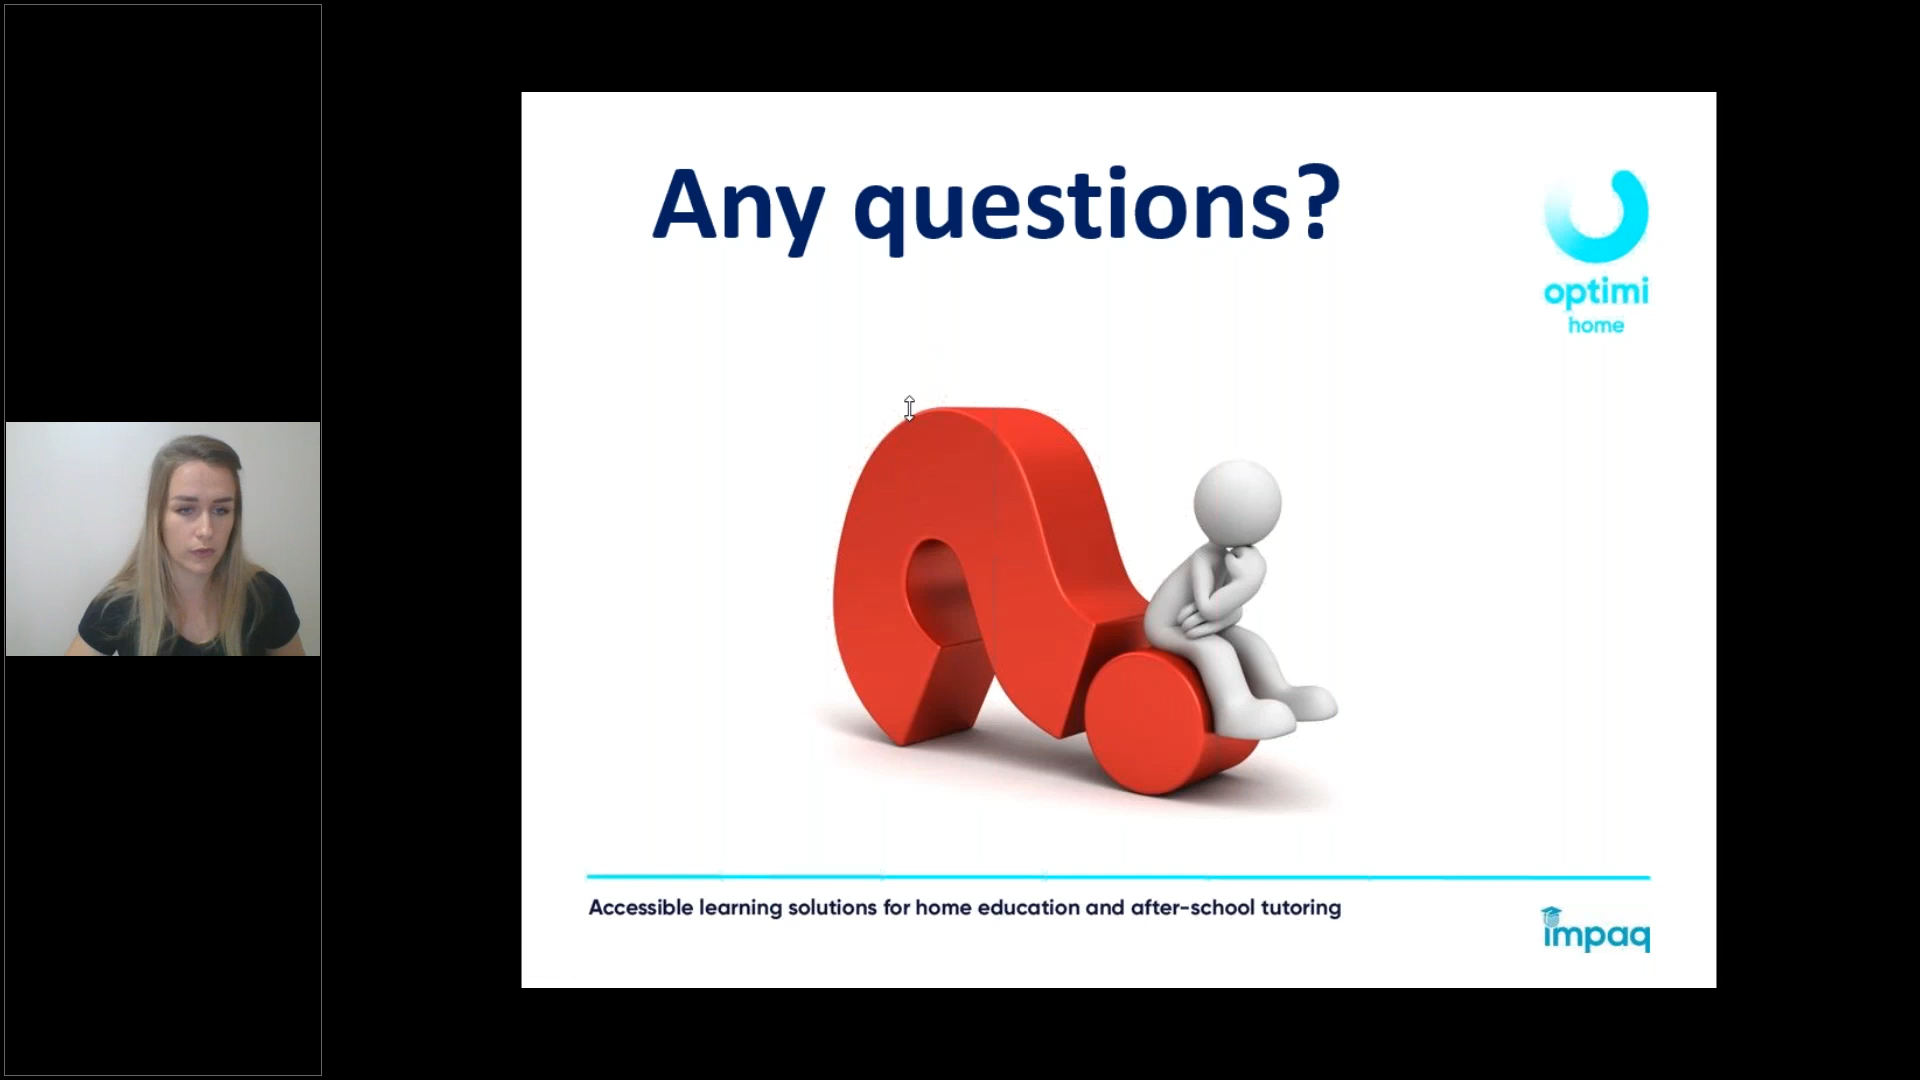 Any questions?
optimi
home
Accessible learning solutions for home education and after-school tutoring
impaq